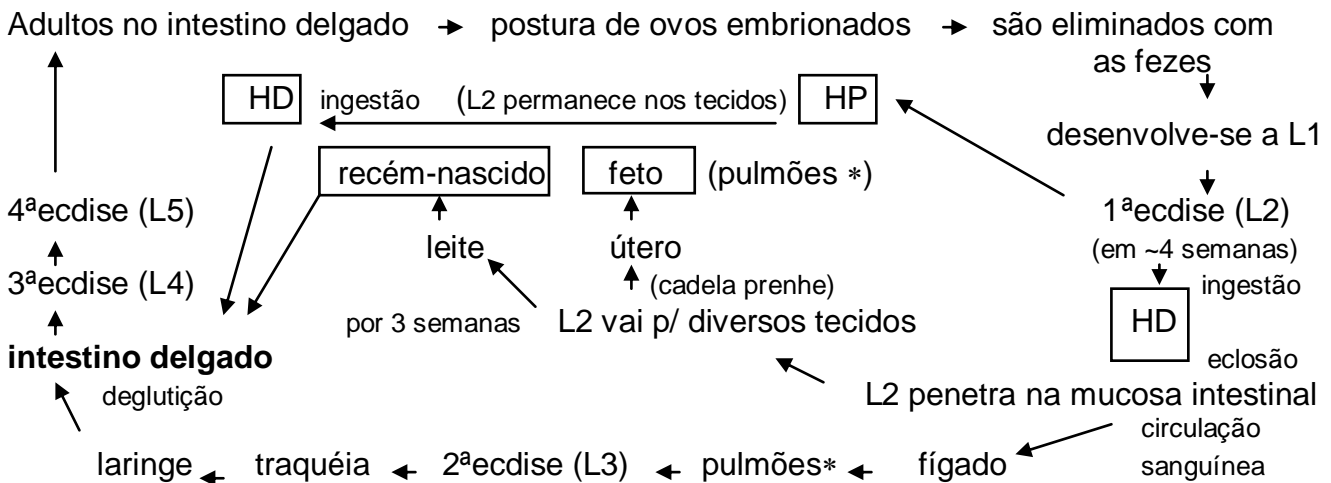 Adultos no intestino delgado → postura de ovos embrionados → são eliminados com
as fezes
HD ingestão (L2 permanece nos tecidos) HP
desenvolve-se a L1
recém-nascido feto (pulmões *)
4ªecdise (L5)
1ªecdise (L2)
leite útero
(em ~4 semanas)
3ªecdise (L4)
(cadela prenhe)
ingestão
por 3 semanas L2 vai p/ diversos tecidos
HD
intestino delgado
eclosão
deglutição
L2 penetra na mucosa intestinal
circulação
laringe traquéia 2ªecdise (L3) pulmões* fígado
sanguínea